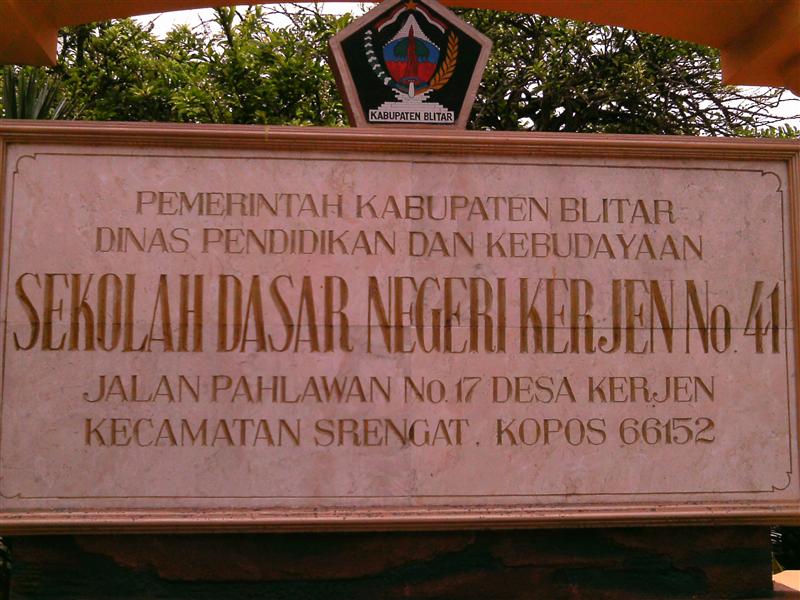 KABUPATEN BLITAR
PEMERINTAH KABUPATEN BLITAR
DINAS PENDIDIKAN DAN KEBUDAYAAN
SEKOLAH DASAR NEGERI KERJEN No. 41
JALAN PAHLAWAN No. 17 DESA KERJEN
KECAMATAN SRENGAT . KOPOS 66152